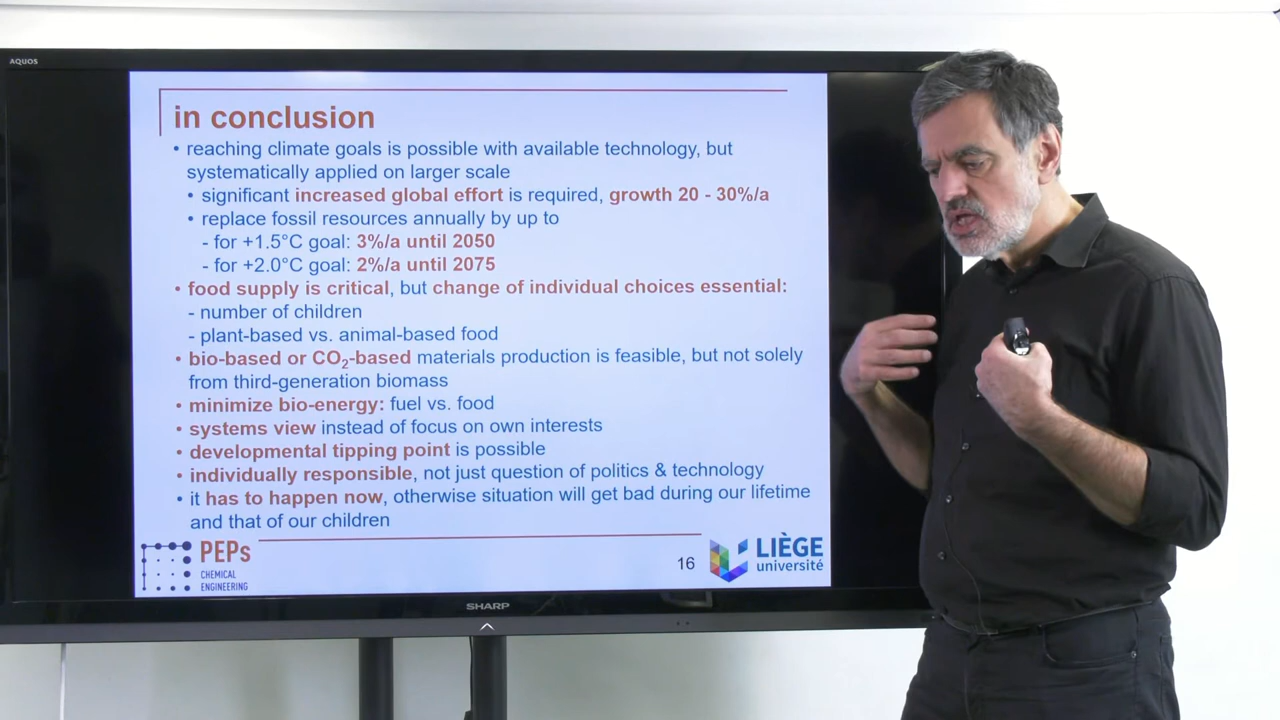 AQUOS
in conclusion
• reaching climate goals is possible with available technology, but
systematically applied on larger scale
• significant increased global effort is required, growth 20 - 30%/a
• replace fossil resources annually by up to
- for +1.5°C goal: 3%/a until 2050
- for +2.0°C goal: 2%/a until 2075
• food supply is critical, but change of individual choices essential:
- number of children
- plant-based vs. animal-based food
• bio-based or CO₂-based materials production is feasible, but not solely
from third-generation biomass
• minimize bio-energy: fuel vs. food
• systems view instead of focus on own interests
• developmental tipping point is possible
• individually responsible, not just question of politics & technology
• it has to happen now, otherwise situation will get bad during our lifetime
and that of our children
PEPs
CHEMICAL
ENGINEERING
16
LIÈGE
université
SHARP